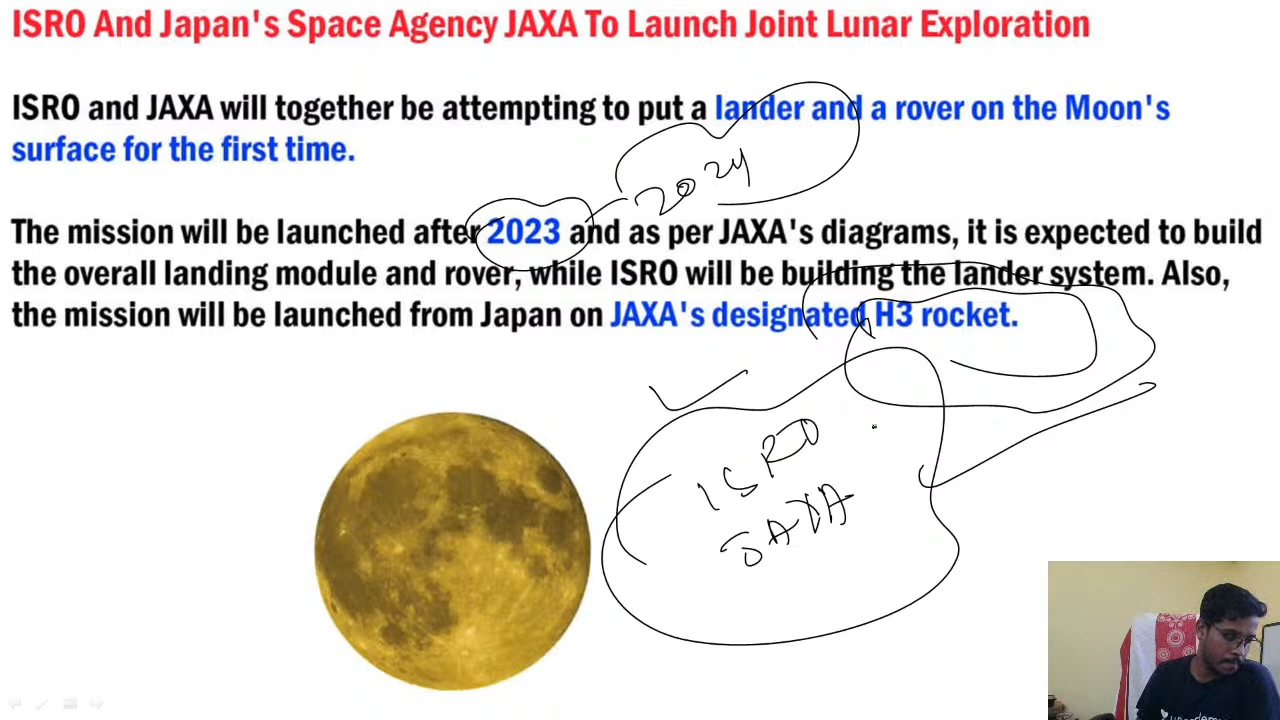 ISRO And Japan's Space Agency JAXA To Launch Joint Lunar Exploration
ISRO and JAXA will together be attempting to put a lander and a rover on the Moon's
surface for the first time.
2024
The mission will be launched after 2023 and as per JAXA's diagrams, it is expected to build
the overall landing module and rover, while ISRO will be building the lander system. Also,
the mission will be launched from Japan on JAXA's designated H3 rocket.
ISRO
JAXA